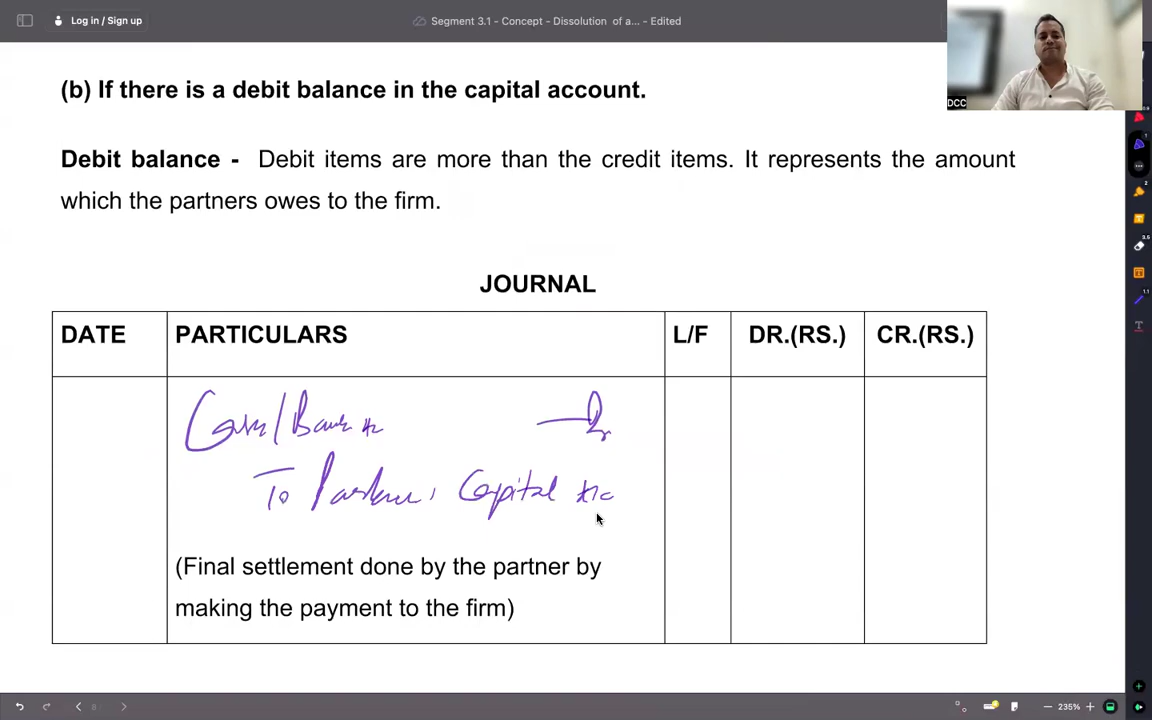 Log in / Sign up
Segment 3.1 - Concept - Dissolution of a... - Edited
DCC
(b) If there is a debit balance in the capital account.
Debit balance - Debit items are more than the credit items. It represents the amount
which the partners owes to the firm.
JOURNAL
DATE PARTICULARS L/F DR.(RS.) CR.(RS.)
Cash/Bank A/c Dr
To Partners' Capital A/c
(Final settlement done by the partner by
making the payment to the firm)
235%